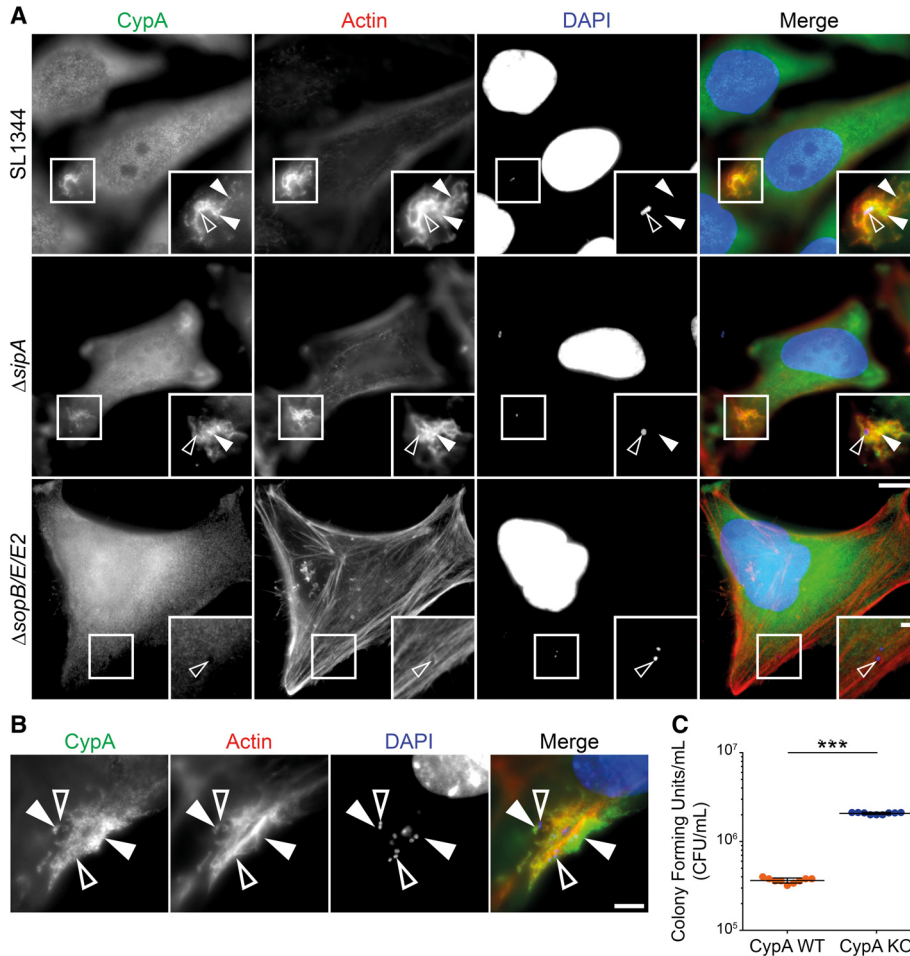 A
CypA Actin DAPI Merge
SL1344
ΔsipA
ΔsopB/E/E2
B
CypA Actin DAPI Merge
C
***
Colony Forming Units/mL
(CFU/mL)
10⁷
10⁶
10⁵
CypA WT CypA KO